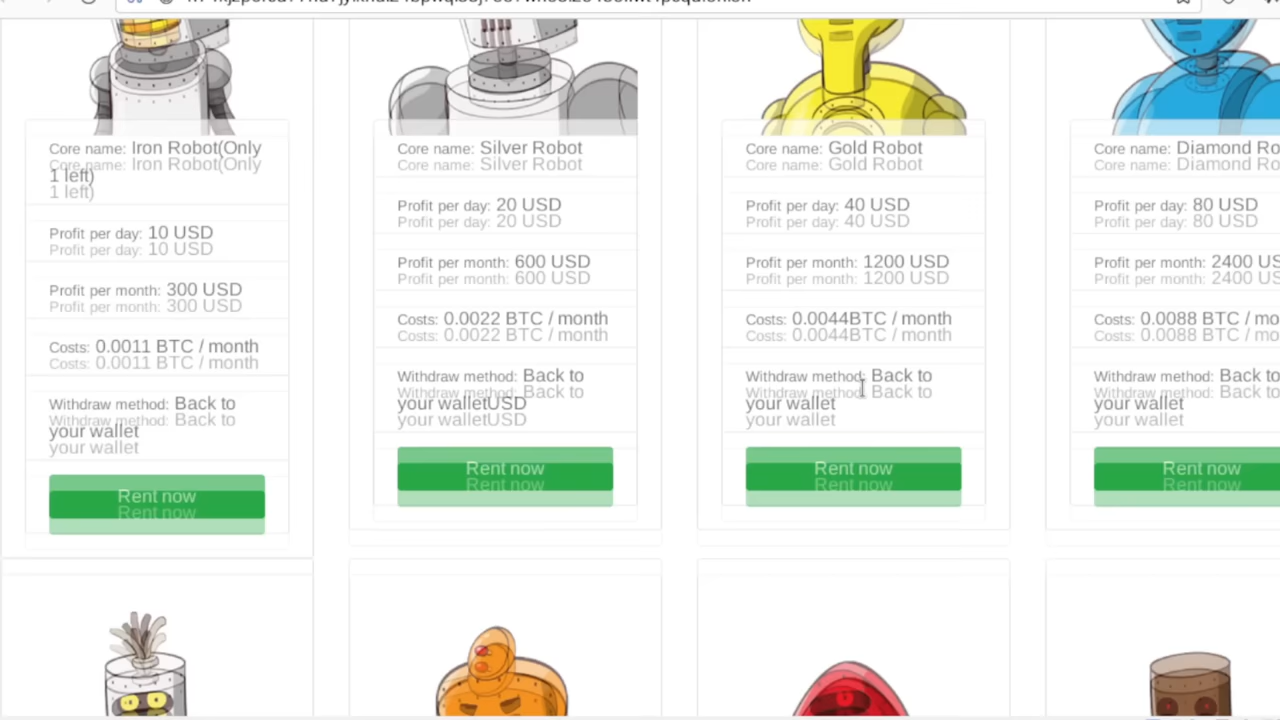 Core name: Iron Robot(Only
1 left)
Profit per day: 10 USD
Profit per month: 300 USD
Costs: 0.0011 BTC / month
Withdraw method: Back to
your wallet
Rent now
Core name: Silver Robot
Profit per day: 20 USD
Profit per month: 600 USD
Costs: 0.0022 BTC / month
Withdraw method: Back to
your walletUSD
Rent now
Core name: Gold Robot
Profit per day: 40 USD
Profit per month: 1200 USD
Costs: 0.0044BTC / month
Withdraw method: Back to
your wallet
Rent now
Core name: Diamond Ro
Profit per day: 80 USD
Profit per month: 2400 US
Costs: 0.0088 BTC / mo
Withdraw method: Back to
your wallet
Rent now